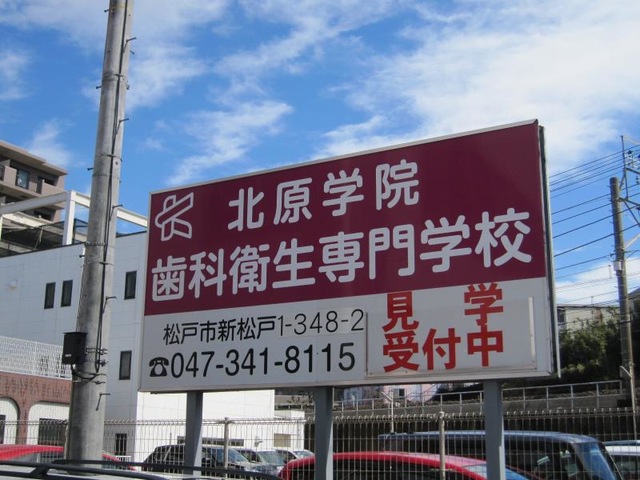 北原学院
歯科衛生専門学校
松戸市新松戸1-348-2
☎047-341-8115
見学
受付中